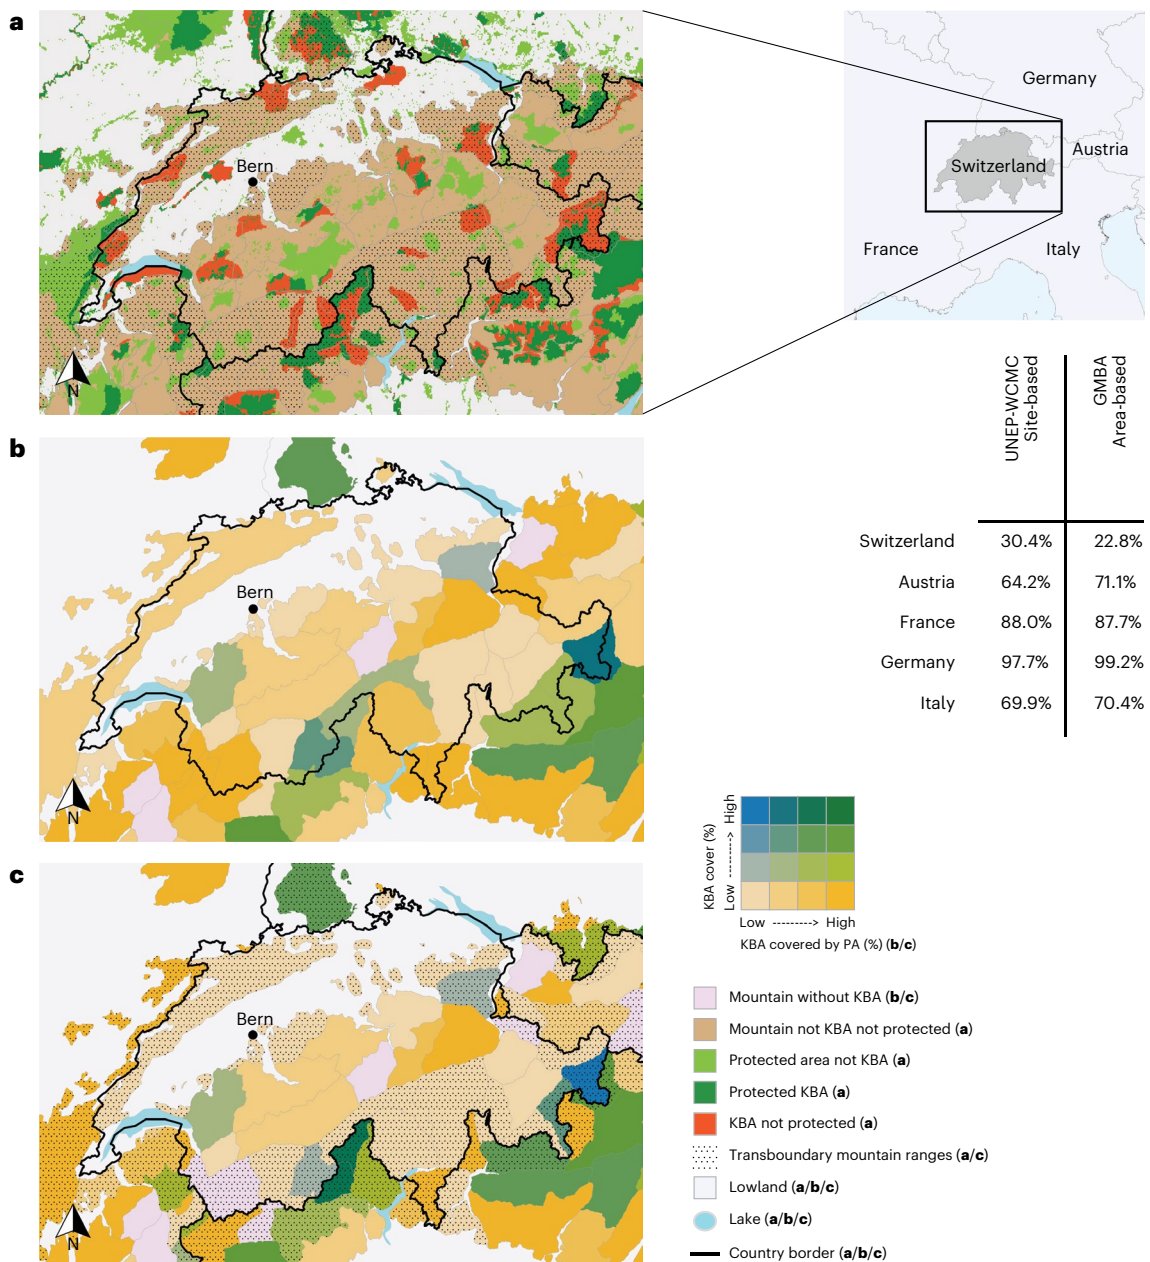 a
Bern
N
Germany
Switzerland
Austria
France
Italy
b
Bern
N
UNEP-WCMC
Site-based
GMBA
Area-based
Switzerland 30.4% 22.8%
Austria 64.2% 71.1%
France 88.0% 87.7%
Germany 97.7% 99.2%
Italy 69.9% 70.4%
c
Bern
N
KBA cover (%)
Low ----------> High
Low ----------> High
KBA covered by PA (%) (b/c)
Mountain without KBA (b/c)
Mountain not KBA not protected (a)
Protected area not KBA (a)
Protected KBA (a)
KBA not protected (a)
Transboundary mountain ranges (a/c)
Lowland (a/b/c)
Lake (a/b/c)
Country border (a/b/c)